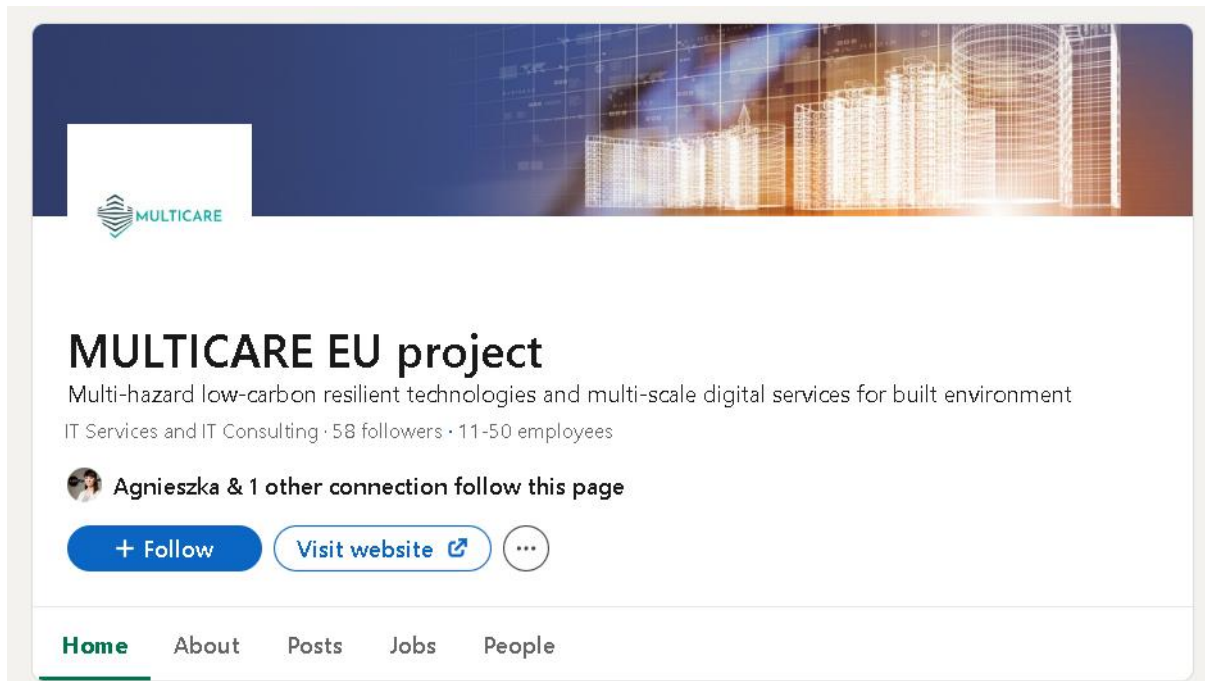 MULTICARE
MULTICARE EU project
Multi-hazard low-carbon resilient technologies and multi-scale digital services for built environment
IT Services and IT Consulting · 58 followers · 11-50 employees
Agnieszka & 1 other connection follow this page
+ Follow
Visit website
Home
About
Posts
Jobs
People